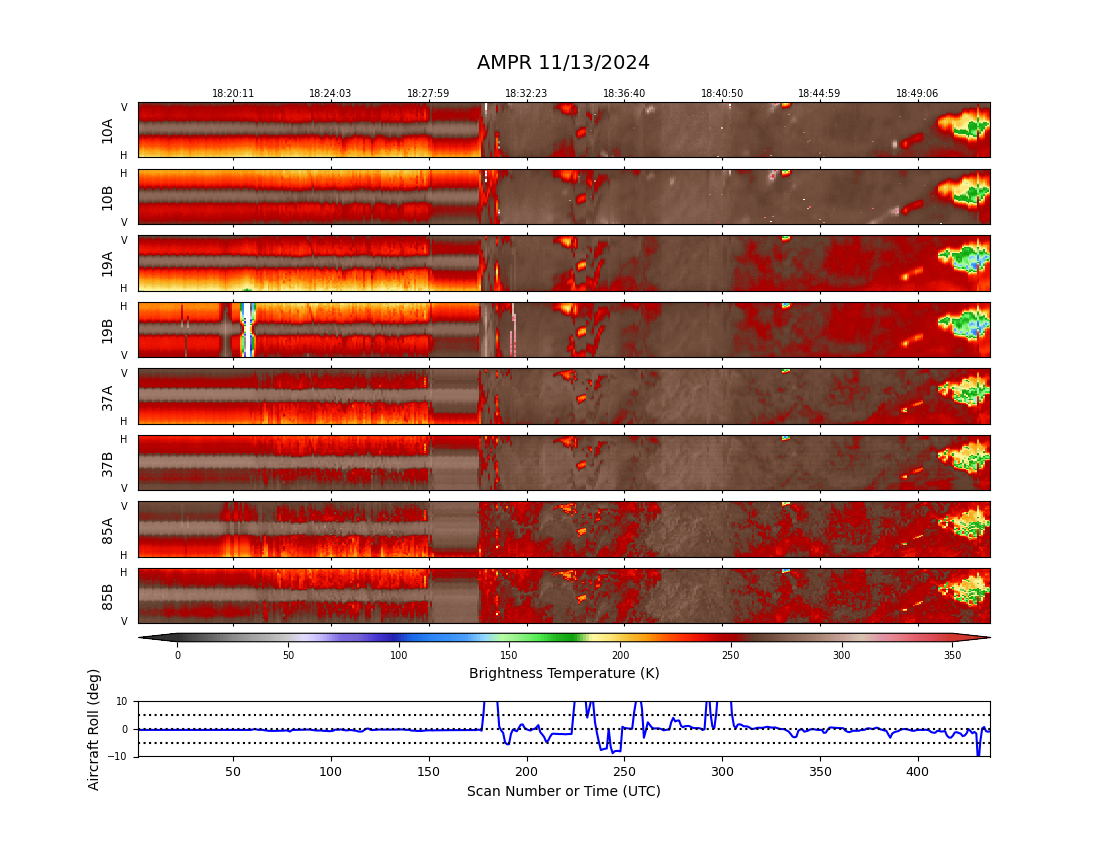 AMPR 11/13/2024
18:20:11 18:24:03 18:27:59 18:32:23 18:36:40 18:40:50 18:44:59 18:49:06
V 10A H
H 10B V
V 19A H
H 19B V
V 37A H
H 37B V
V 85A H
H 85B V
0 50 100 150 200 250 300 350
Brightness Temperature (K)
Aircraft Roll (deg)
10
0
−10
50 100 150 200 250 300 350 400
Scan Number or Time (UTC)